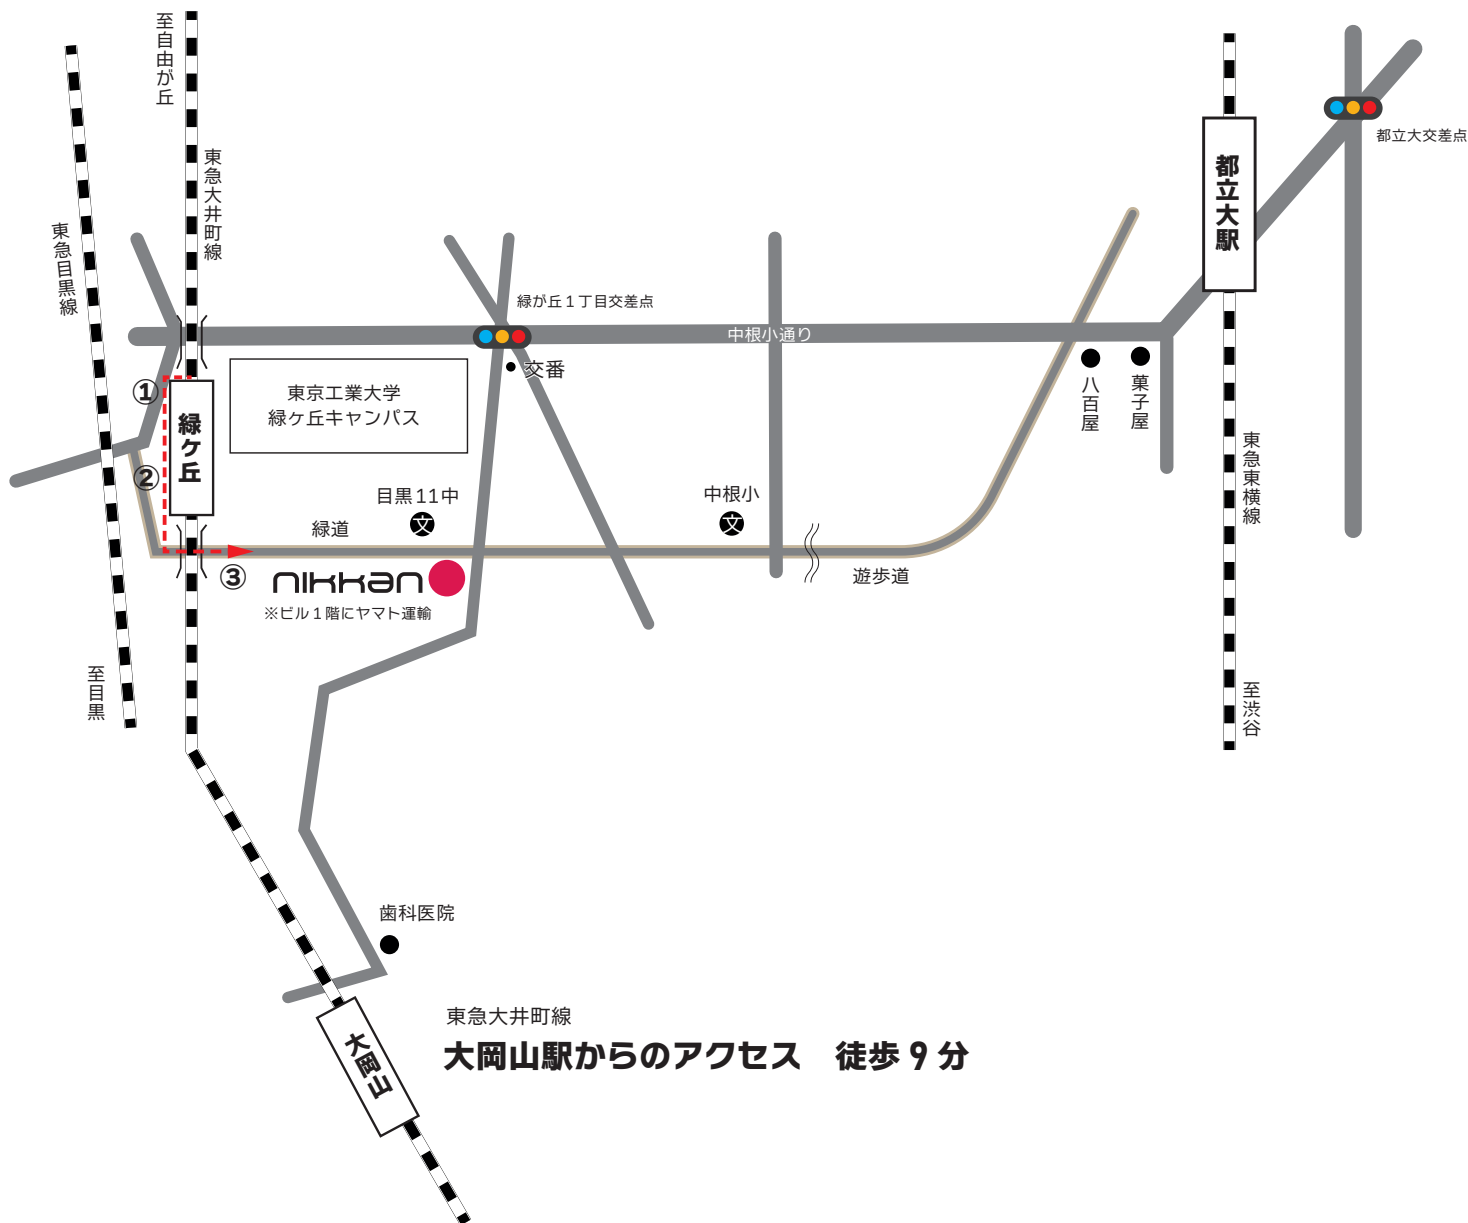 至自由が丘
東急大井町線
東急目黒線
都立大駅
都立大交差点
緑が丘１丁目交差点
中根小通り
交番
東京工業大学
緑ヶ丘キャンパス
①
緑ヶ丘
②
八百屋
菓子屋
東急東横線
目黒11中
文
中根小
文
緑道
③
nikkan
※ビル１階にヤマト運輸
遊歩道
至目黒
至渋谷
歯科医院
大岡山
東急大井町線
大岡山駅からのアクセス　徒歩９分